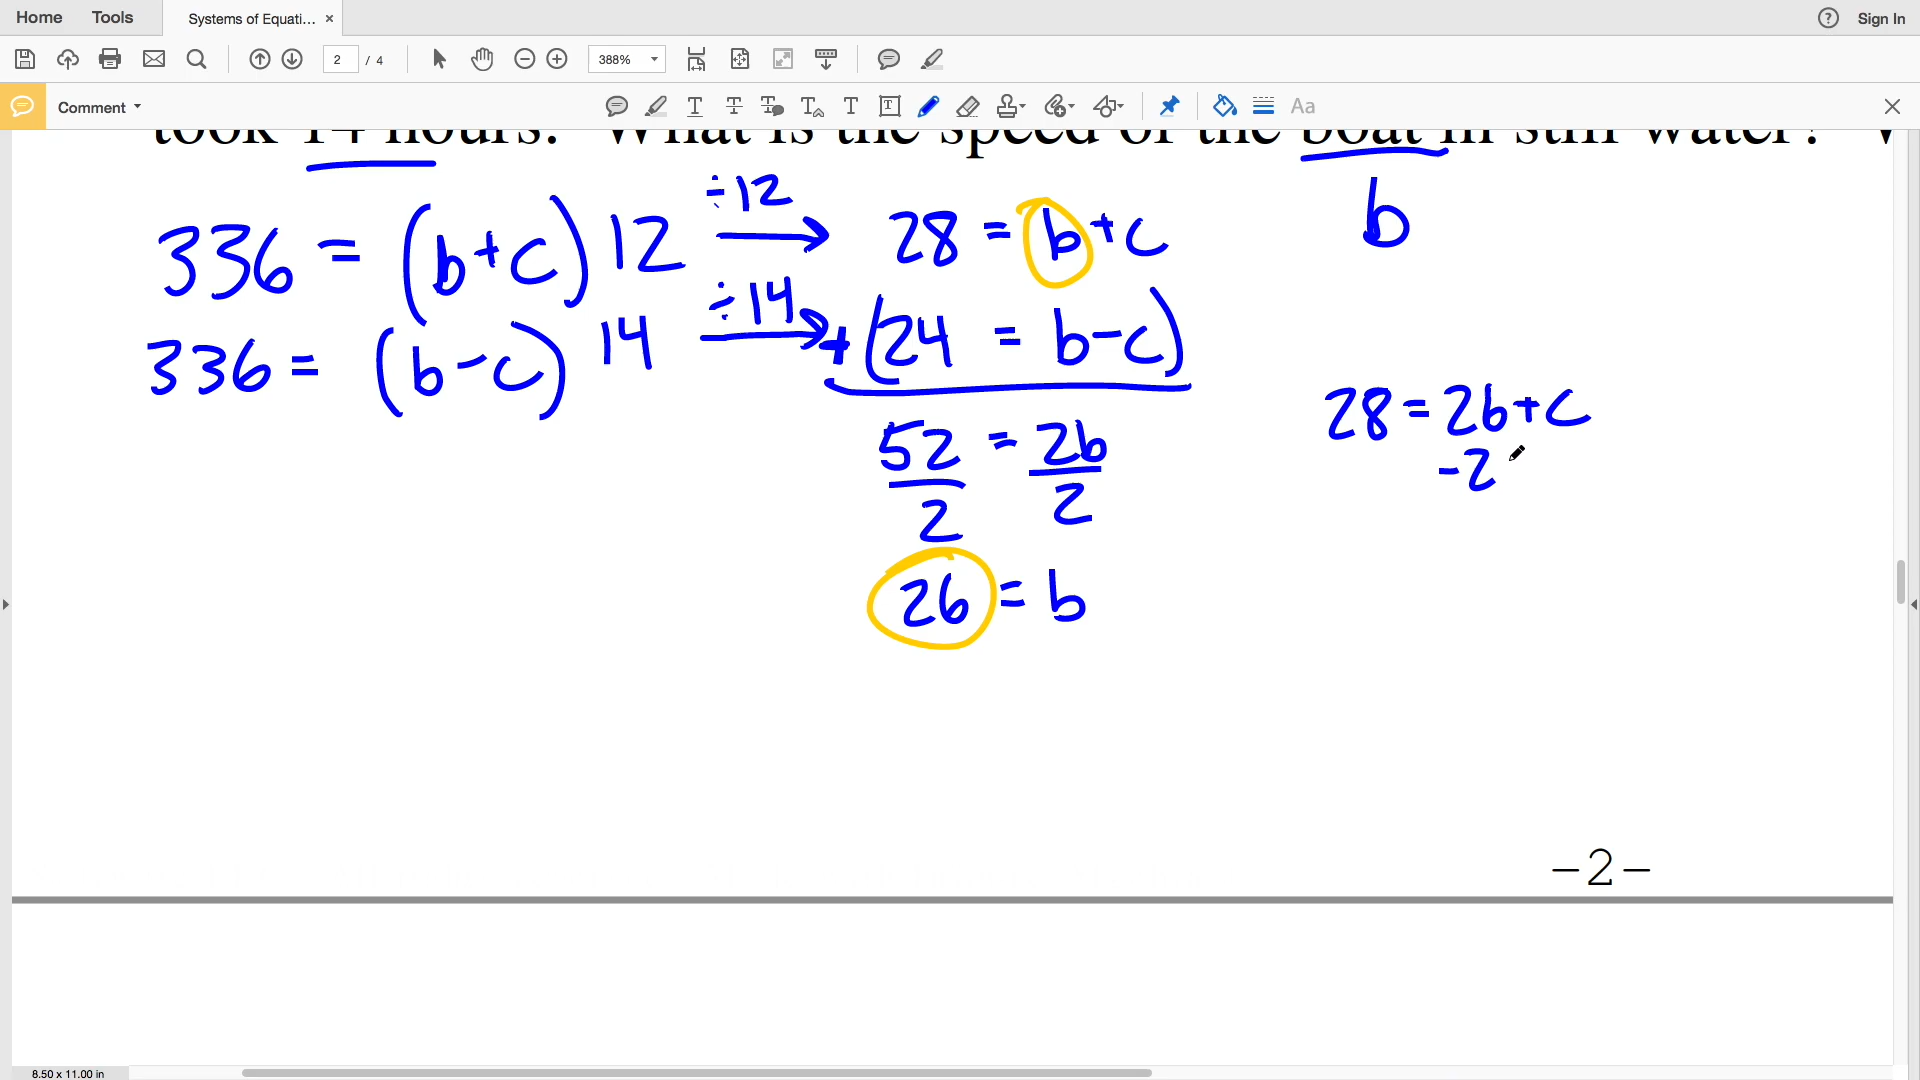 Home Tools Systems of Equati... × ? Sign In
2 / 4 388%
Comment
took 14 hours. What is the speed of the boat in still water?
b
336 = (b+c) 12 ÷12 28 = b+c
336 = (b-c) 14 ÷14 + (24 = b-c)
52 = 2b
2 2
26 = b
28 = 26+c
-2
-2-
8.50 x 11.00 in